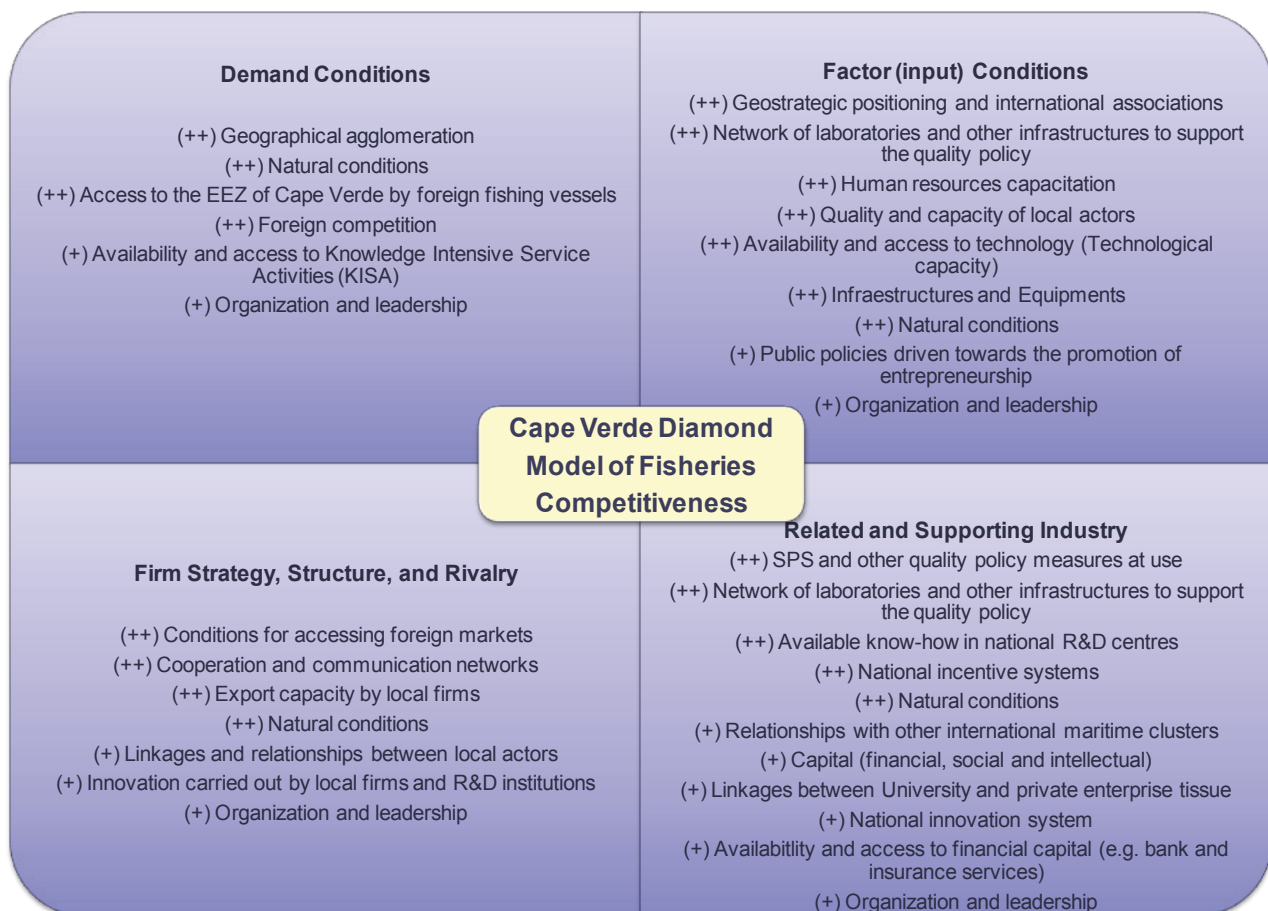 Demand Conditions
(++) Geographical agglomeration
(++) Natural conditions
(++) Access to the EEZ of Cape Verde by foreign fishing vessels
(++) Foreign competition
(+) Availability and access to Knowledge Intensive Service
Activities (KISA)
(+) Organization and leadership
Factor (input) Conditions
(++) Geostrategic positioning and international associations
(++) Network of laboratories and other infrastructures to support
the quality policy
(++) Human resources capacitation
(++) Quality and capacity of local actors
(++) Availability and access to technology (Technological
capacity)
(++) Infraestructures and Equipments
(++) Natural conditions
(+) Public policies driven towards the promotion of
entrepreneurship
(+) Organization and leadership
Cape Verde Diamond
Model of Fisheries
Competitiveness
Firm Strategy, Structure, and Rivalry
(++) Conditions for accessing foreign markets
(++) Cooperation and communication networks
(++) Export capacity by local firms
(++) Natural conditions
(+) Linkages and relationships between local actors
(+) Innovation carried out by local firms and R&D institutions
(+) Organization and leadership
Related and Supporting Industry
(++) SPS and other quality policy measures at use
(++) Network of laboratories and other infrastructures to support
the quality policy
(++) Available know-how in national R&D centres
(++) National incentive systems
(++) Natural conditions
(+) Relationships with other international maritime clusters
(+) Capital (financial, social and intellectual)
(+) Linkages between University and private enterprise tissue
(+) National innovation system
(+) Availabitlity and access to financial capital (e.g. bank and
insurance services)
(+) Organization and leadership